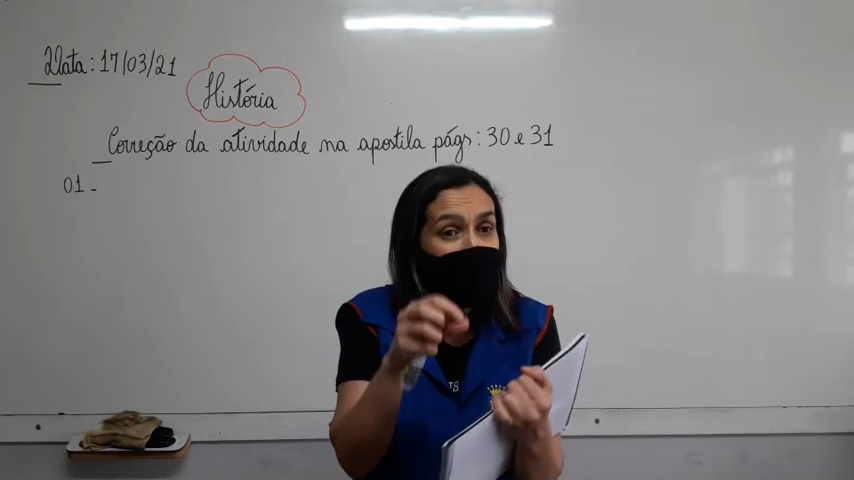 Data: 17/03/21
História
Correção da atividade na apostila págs: 30 e 31
01 -